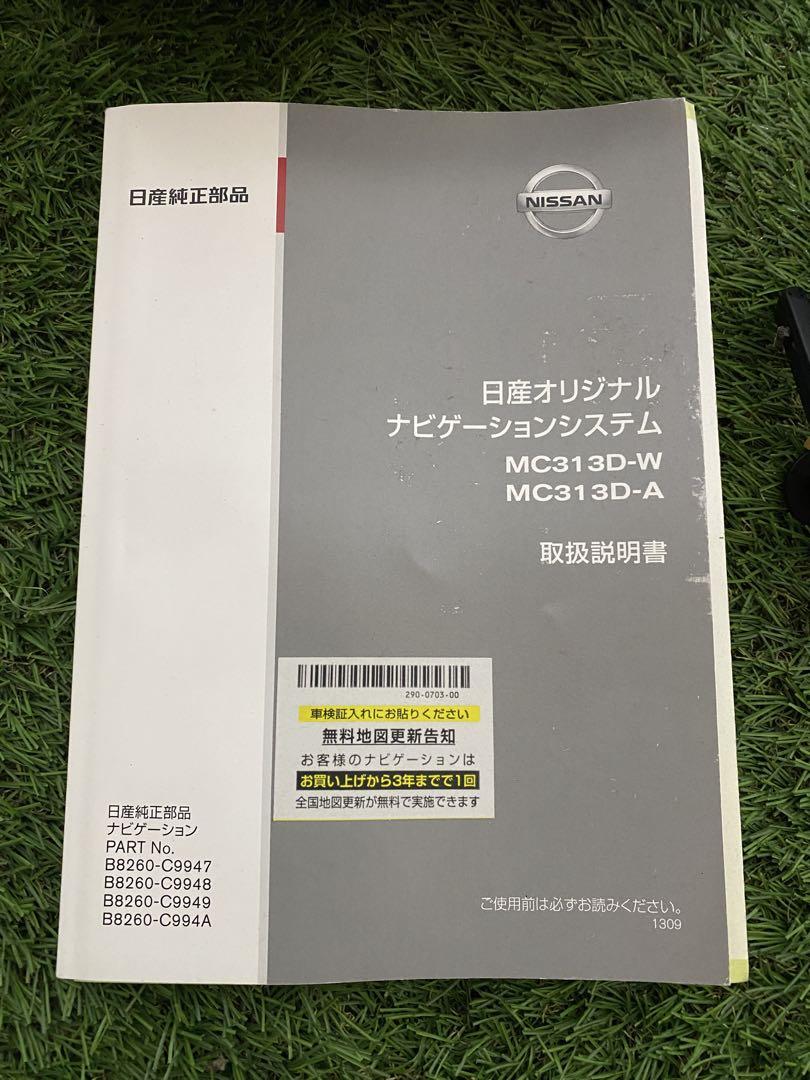 日産純正部品
NISSAN
日産オリジナル
ナビゲーションシステム
MC313D-W
MC313D-A
取扱説明書
290-0703-00
車検証入れにお貼りください
無料地図更新告知
お客様のナビゲーションは
お買い上げから3年までで1回
全国地図更新が無料で実施できます
日産純正部品
ナビゲーション
PART No.
B8260-C9947
B8260-C9948
B8260-C9949
B8260-C994A
ご使用前は必ずお読みください。
1309